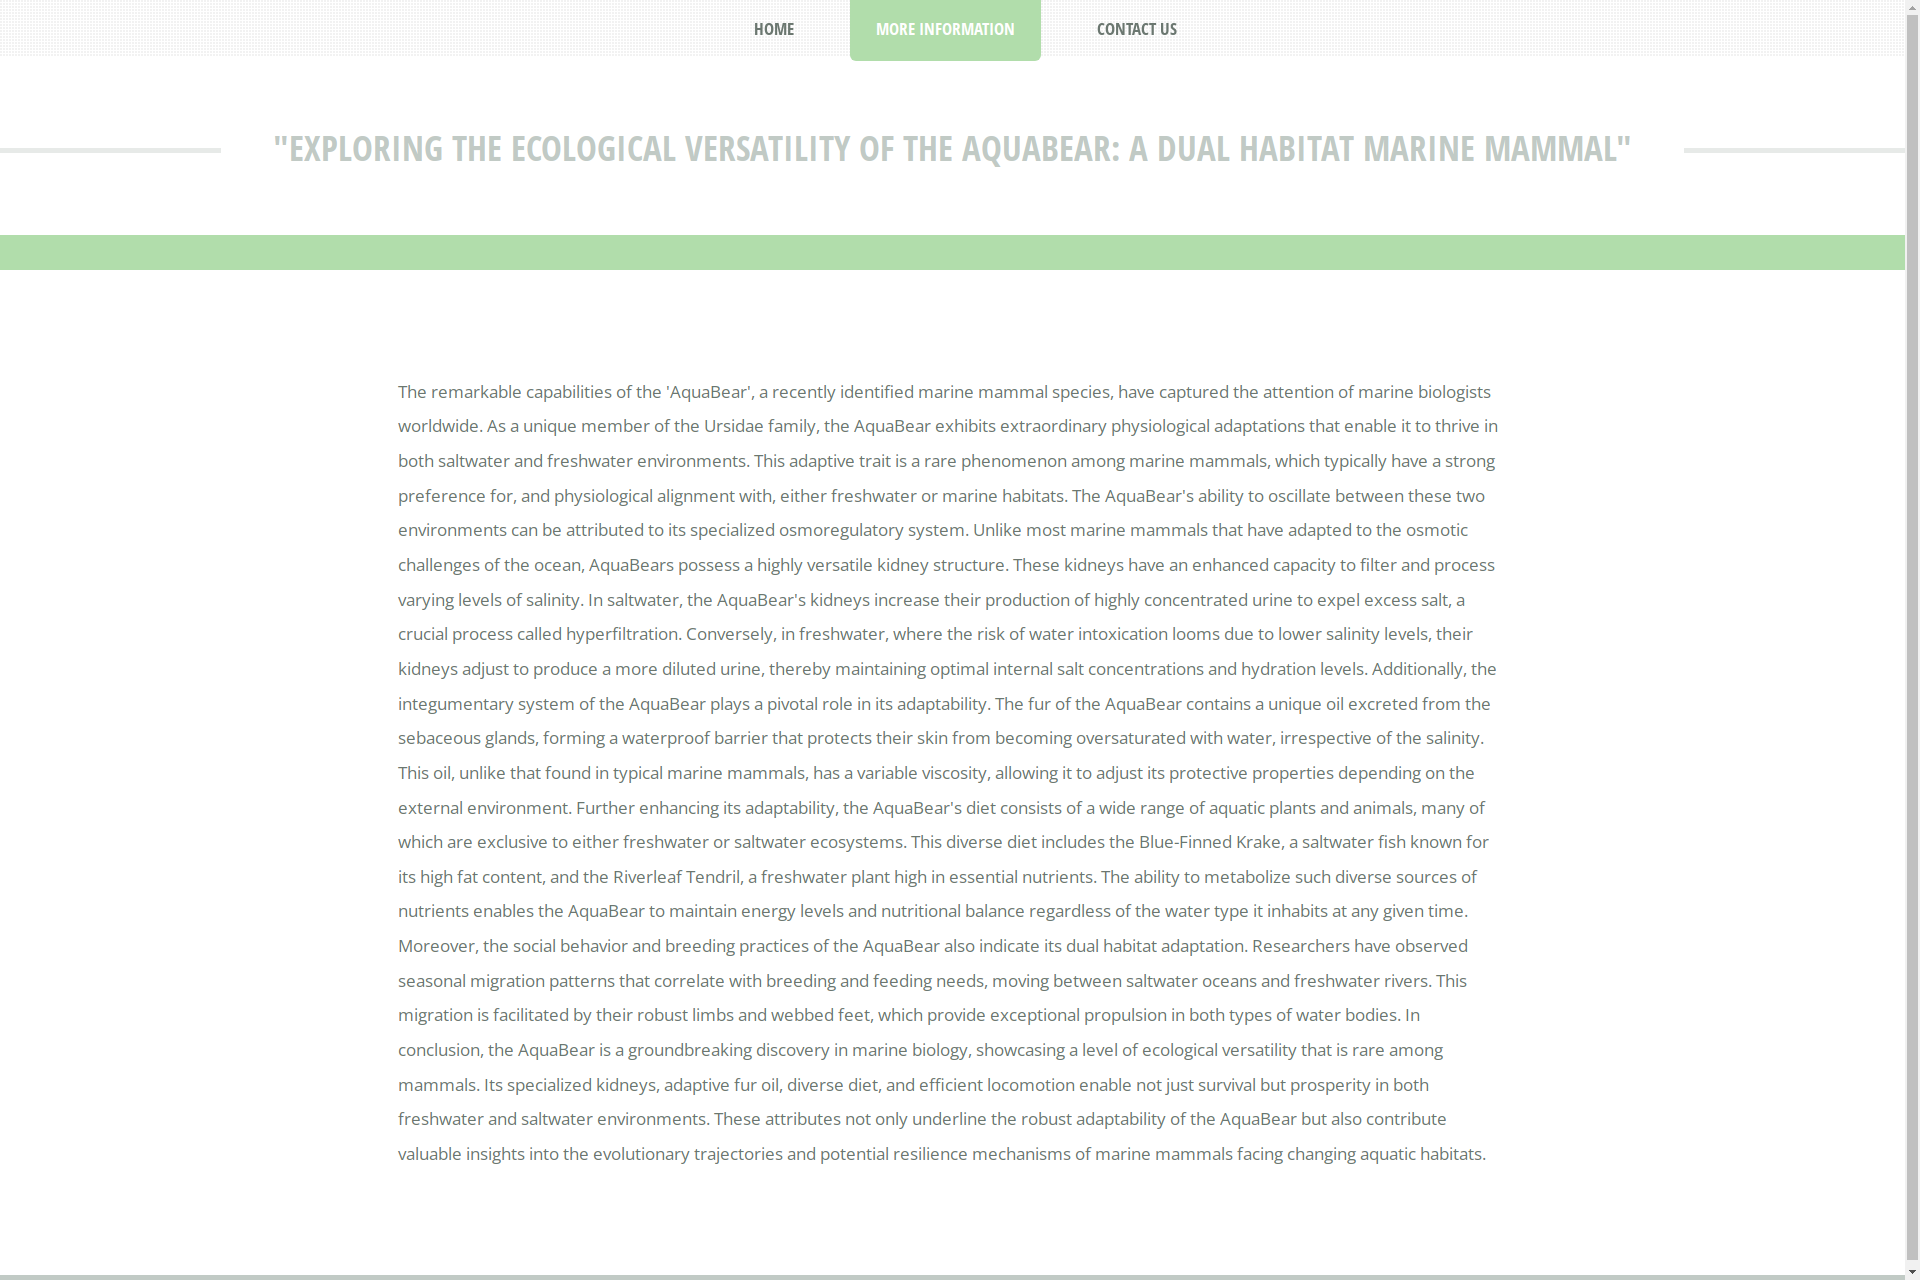 HOME
MORE INFORMATION
CONTACT US
"EXPLORING THE ECOLOGICAL VERSATILITY OF THE AQUABEAR: A DUAL HABITAT MARINE MAMMAL"
The remarkable capabilities of the 'AquaBear', a recently identified marine mammal species, have captured the attention of marine biologists
worldwide. As a unique member of the Ursidae family, the AquaBear exhibits extraordinary physiological adaptations that enable it to thrive in
both saltwater and freshwater environments. This adaptive trait is a rare phenomenon among marine mammals, which typically have a strong
preference for, and physiological alignment with, either freshwater or marine habitats. The AquaBear's ability to oscillate between these two
environments can be attributed to its specialized osmoregulatory system. Unlike most marine mammals that have adapted to the osmotic
challenges of the ocean, AquaBears possess a highly versatile kidney structure. These kidneys have an enhanced capacity to filter and process
varying levels of salinity. In saltwater, the AquaBear's kidneys increase their production of highly concentrated urine to expel excess salt, a
crucial process called hyperfiltration. Conversely, in freshwater, where the risk of water intoxication looms due to lower salinity levels, their
kidneys adjust to produce a more diluted urine, thereby maintaining optimal internal salt concentrations and hydration levels. Additionally, the
integumentary system of the AquaBear plays a pivotal role in its adaptability. The fur of the AquaBear contains a unique oil excreted from the
sebaceous glands, forming a waterproof barrier that protects their skin from becoming oversaturated with water, irrespective of the salinity.
This oil, unlike that found in typical marine mammals, has a variable viscosity, allowing it to adjust its protective properties depending on the
external environment. Further enhancing its adaptability, the AquaBear's diet consists of a wide range of aquatic plants and animals, many of
which are exclusive to either freshwater or saltwater ecosystems. This diverse diet includes the Blue-Finned Krake, a saltwater fish known for
its high fat content, and the Riverleaf Tendril, a freshwater plant high in essential nutrients. The ability to metabolize such diverse sources of
nutrients enables the AquaBear to maintain energy levels and nutritional balance regardless of the water type it inhabits at any given time.
Moreover, the social behavior and breeding practices of the AquaBear also indicate its dual habitat adaptation. Researchers have observed
seasonal migration patterns that correlate with breeding and feeding needs, moving between saltwater oceans and freshwater rivers. This
migration is facilitated by their robust limbs and webbed feet, which provide exceptional propulsion in both types of water bodies. In
conclusion, the AquaBear is a groundbreaking discovery in marine biology, showcasing a level of ecological versatility that is rare among
mammals. Its specialized kidneys, adaptive fur oil, diverse diet, and efficient locomotion enable not just survival but prosperity in both
freshwater and saltwater environments. These attributes not only underline the robust adaptability of the AquaBear but also contribute
valuable insights into the evolutionary trajectories and potential resilience mechanisms of marine mammals facing changing aquatic habitats.